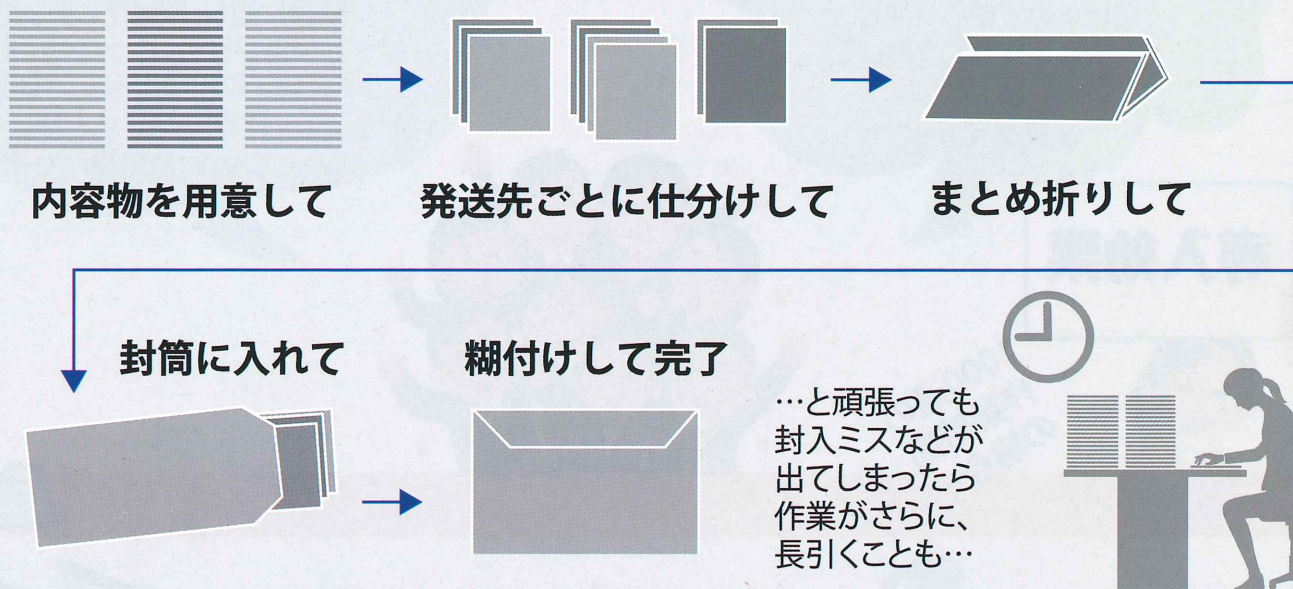 内容物を用意して
発送先ごとに仕分けして
まとめ折りして
封筒に入れて
糊付けして完了
…と頑張っても
封入ミスなどが
出てしまったら
作業がさらに、
長引くことも…